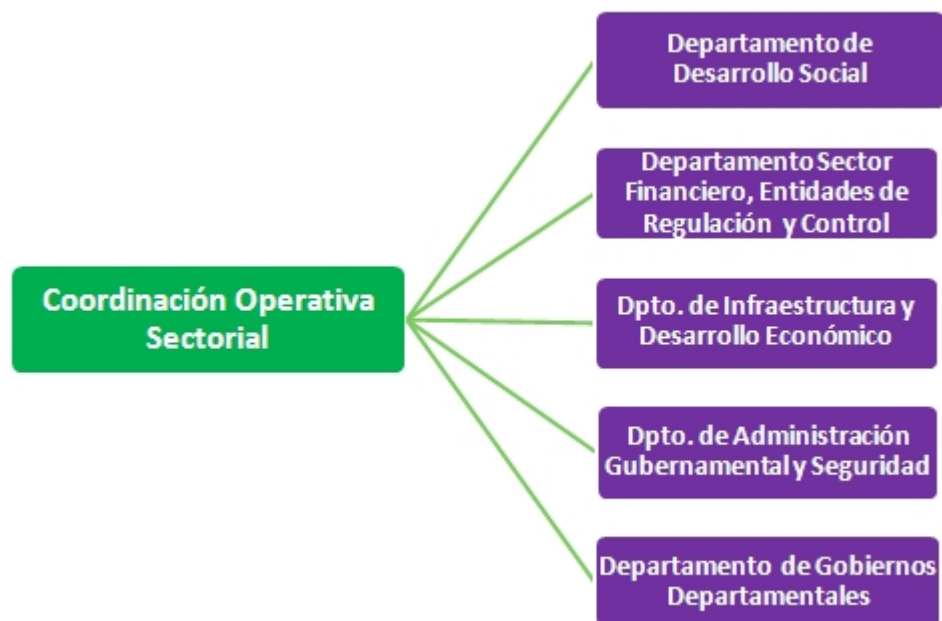 Departamento de
Desarrollo Social
Departamento Sector
Financiero, Entidades de
Regulación y Control
Coordinación Operativa
Sectorial
Dpto. de Infraestructura y
Desarrollo Económico
Dpto. de Administración
Gubernamental y Seguridad
Departamento de Gobiernos
Departamentales